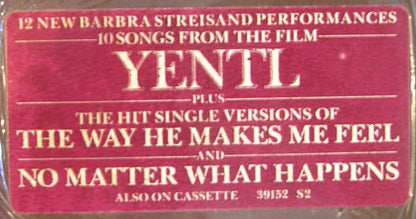 12 NEW BARBRA STREISAND PERFORMANCES
10 SONGS FROM THE FILM
YENTL
PLUS
THE HIT SINGLE VERSIONS OF
THE WAY HE MAKES ME FEEL
AND
NO MATTER WHAT HAPPENS
ALSO ON CASSETTE 39152 S2